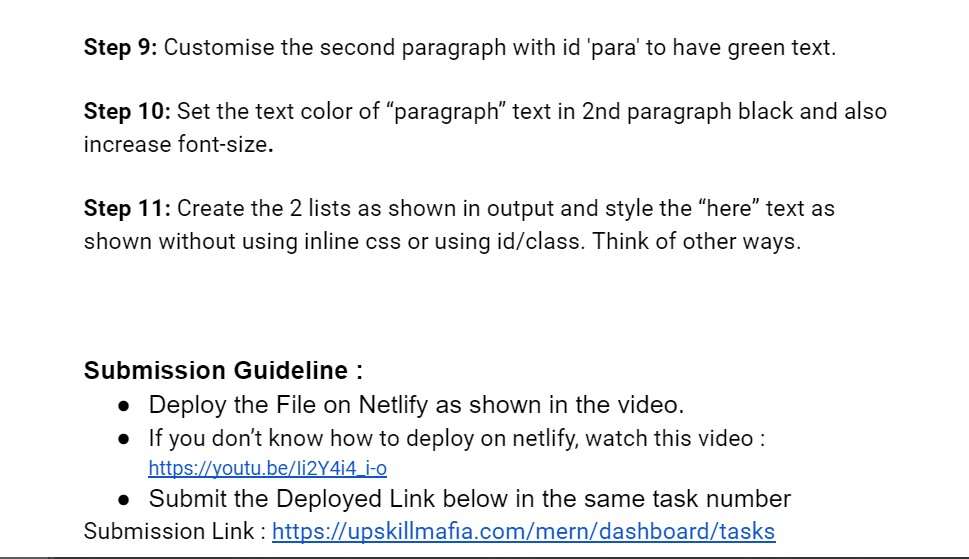 Step 9: Customise the second paragraph with id 'para' to have green text.
Step 10: Set the text color of “paragraph” text in 2nd paragraph black and also
increase font-size.
Step 11: Create the 2 lists as shown in output and style the “here” text as
shown without using inline css or using id/class. Think of other ways.
Submission Guideline :
● Deploy the File on Netlify as shown in the video.
● If you don’t know how to deploy on netlify, watch this video :
https://youtu.be/Ii2Y4i4_i-o
● Submit the Deployed Link below in the same task number
Submission Link : https://upskillmafia.com/mern/dashboard/tasks